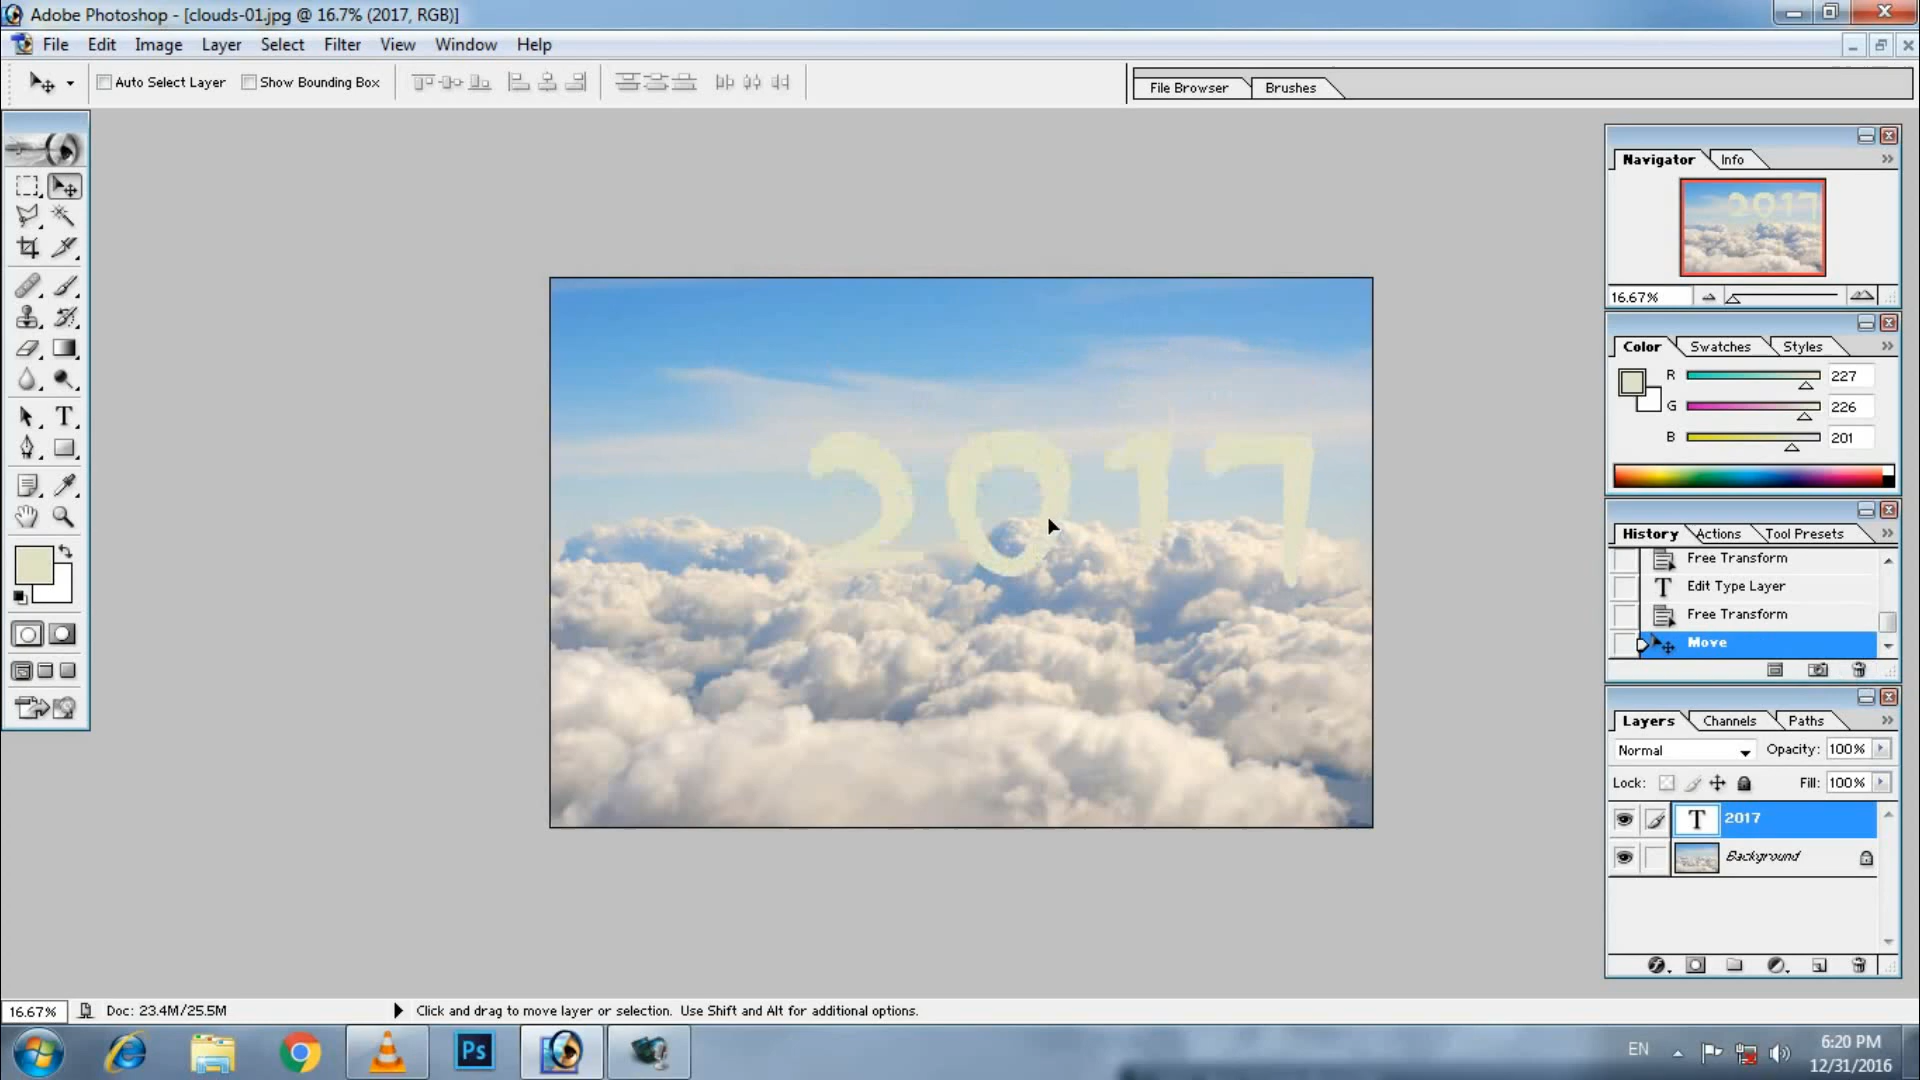 Adobe Photoshop - [clouds-01.jpg @ 16.7% (2017, RGB)]
File Edit Image Layer Select Filter View Window Help
Auto Select Layer Show Bounding Box
File Browser Brushes
Navigator Info
2017
16.67%
Color Swatches Styles
R 227
G 226
B 201
2017
History Actions Tool Presets
Free Transform
T Edit Type Layer
Free Transform
Move
Layers Channels Paths
Normal Opacity: 100%
Lock: Fill: 100%
T 2017
Background
16.67% Doc: 23.4M/25.5M Click and drag to move layer or selection. Use Shift and Alt for additional options.
Ps
EN 6:20 PM
12/31/2016